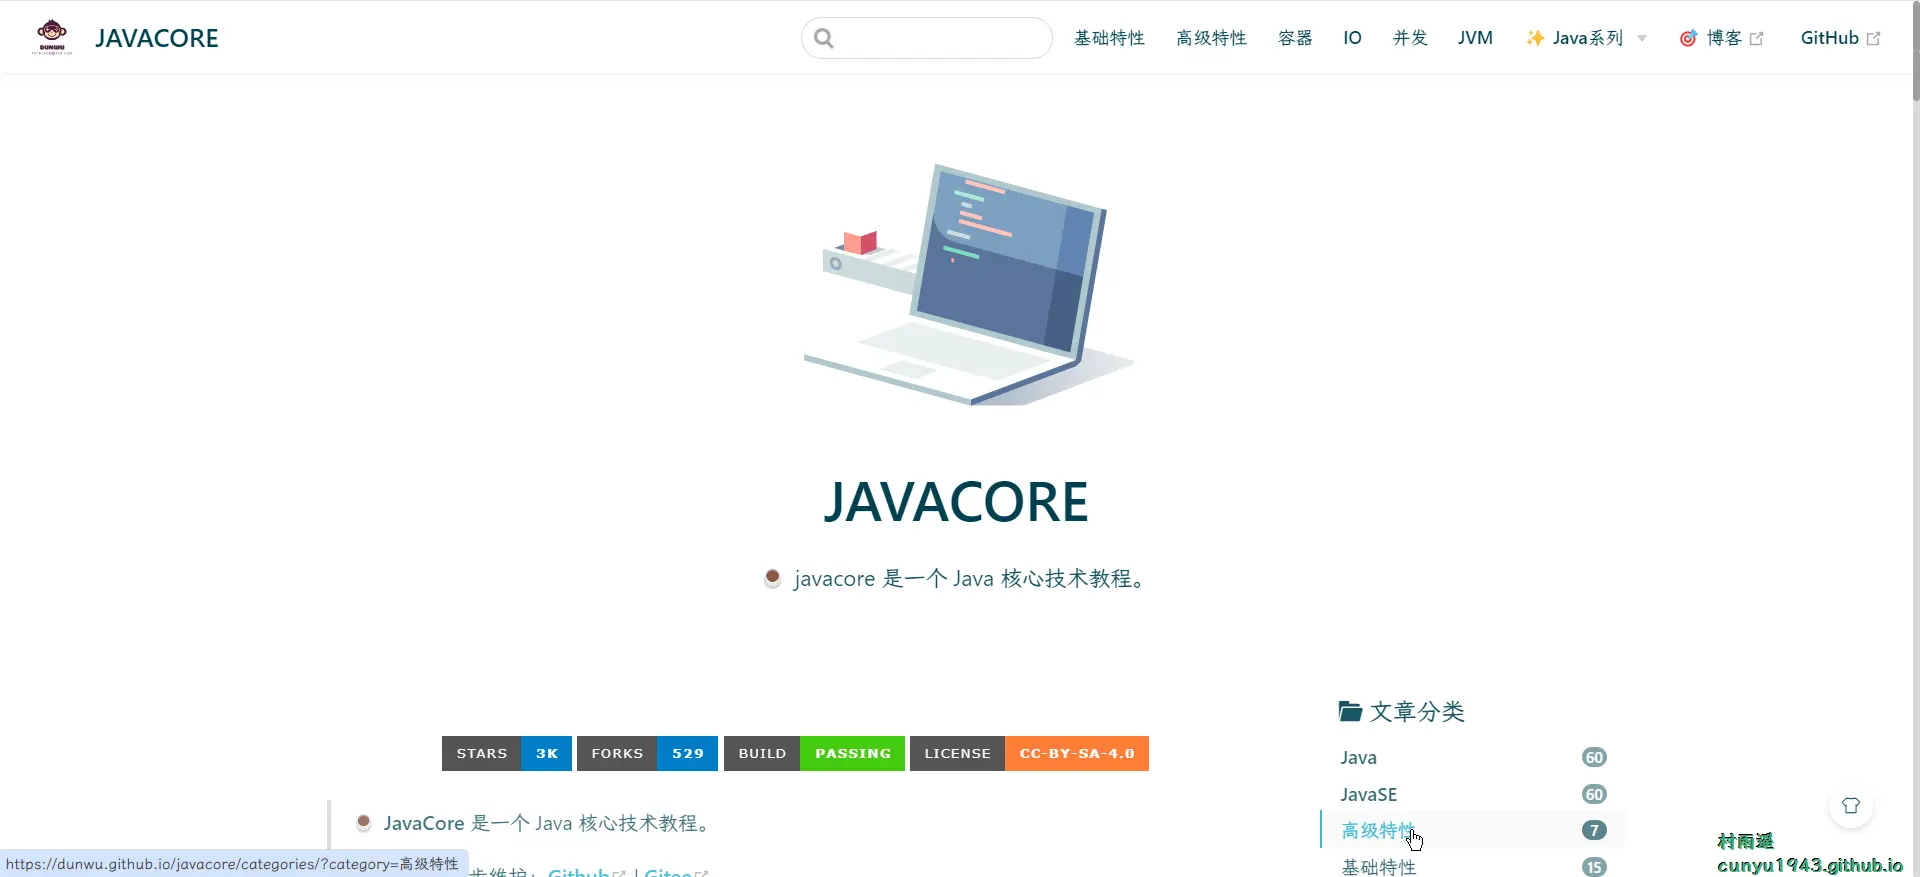 DUNWU
JAVACORE
基础特性
高级特性
容器
IO
并发
JVM
✨ Java系列
🎯 博客
GitHub
JAVACORE
javacore 是一个 Java 核心技术教程。
文章分类
STARS 3K
FORKS 529
BUILD PASSING
LICENSE CC-BY-SA-4.0
Java 60
JavaSE 60
JavaCore 是一个 Java 核心技术教程。
高级特性 7
村雨遥
https://dunwu.github.io/javacore/categories/?category=高级特性
步维护： Github | Gitee
基础特性 15
cunyu1943.github.io